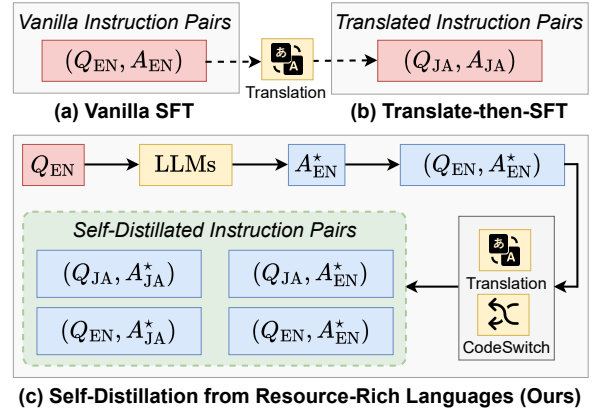 Vanilla Instruction Pairs
(Q_EN, A_EN)
あ
A
Translation
Translated Instruction Pairs
(Q_JA, A_JA)
(a) Vanilla SFT
(b) Translate-then-SFT
Q_EN
LLMs
A*_EN
(Q_EN, A*_EN)
Self-Distillated Instruction Pairs
(Q_JA, A*_JA)
(Q_JA, A*_EN)
(Q_EN, A*_JA)
(Q_EN, A*_EN)
あ
A
Translation
CodeSwitch
(c) Self-Distillation from Resource-Rich Languages (Ours)